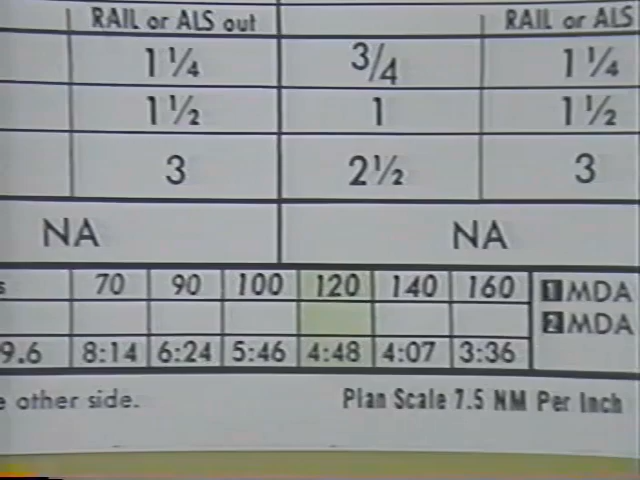 RAIL or ALS out RAIL or ALS
1¼ ¾ 1¼
1½ 1 1½
3 2½ 3
NA NA
s 70 90 100 120 140 160 1 MDA
2 MDA
9.6 8:14 6:24 5:46 4:48 4:07 3:36
e other side. Plan Scale 7.5 NM Per Inch